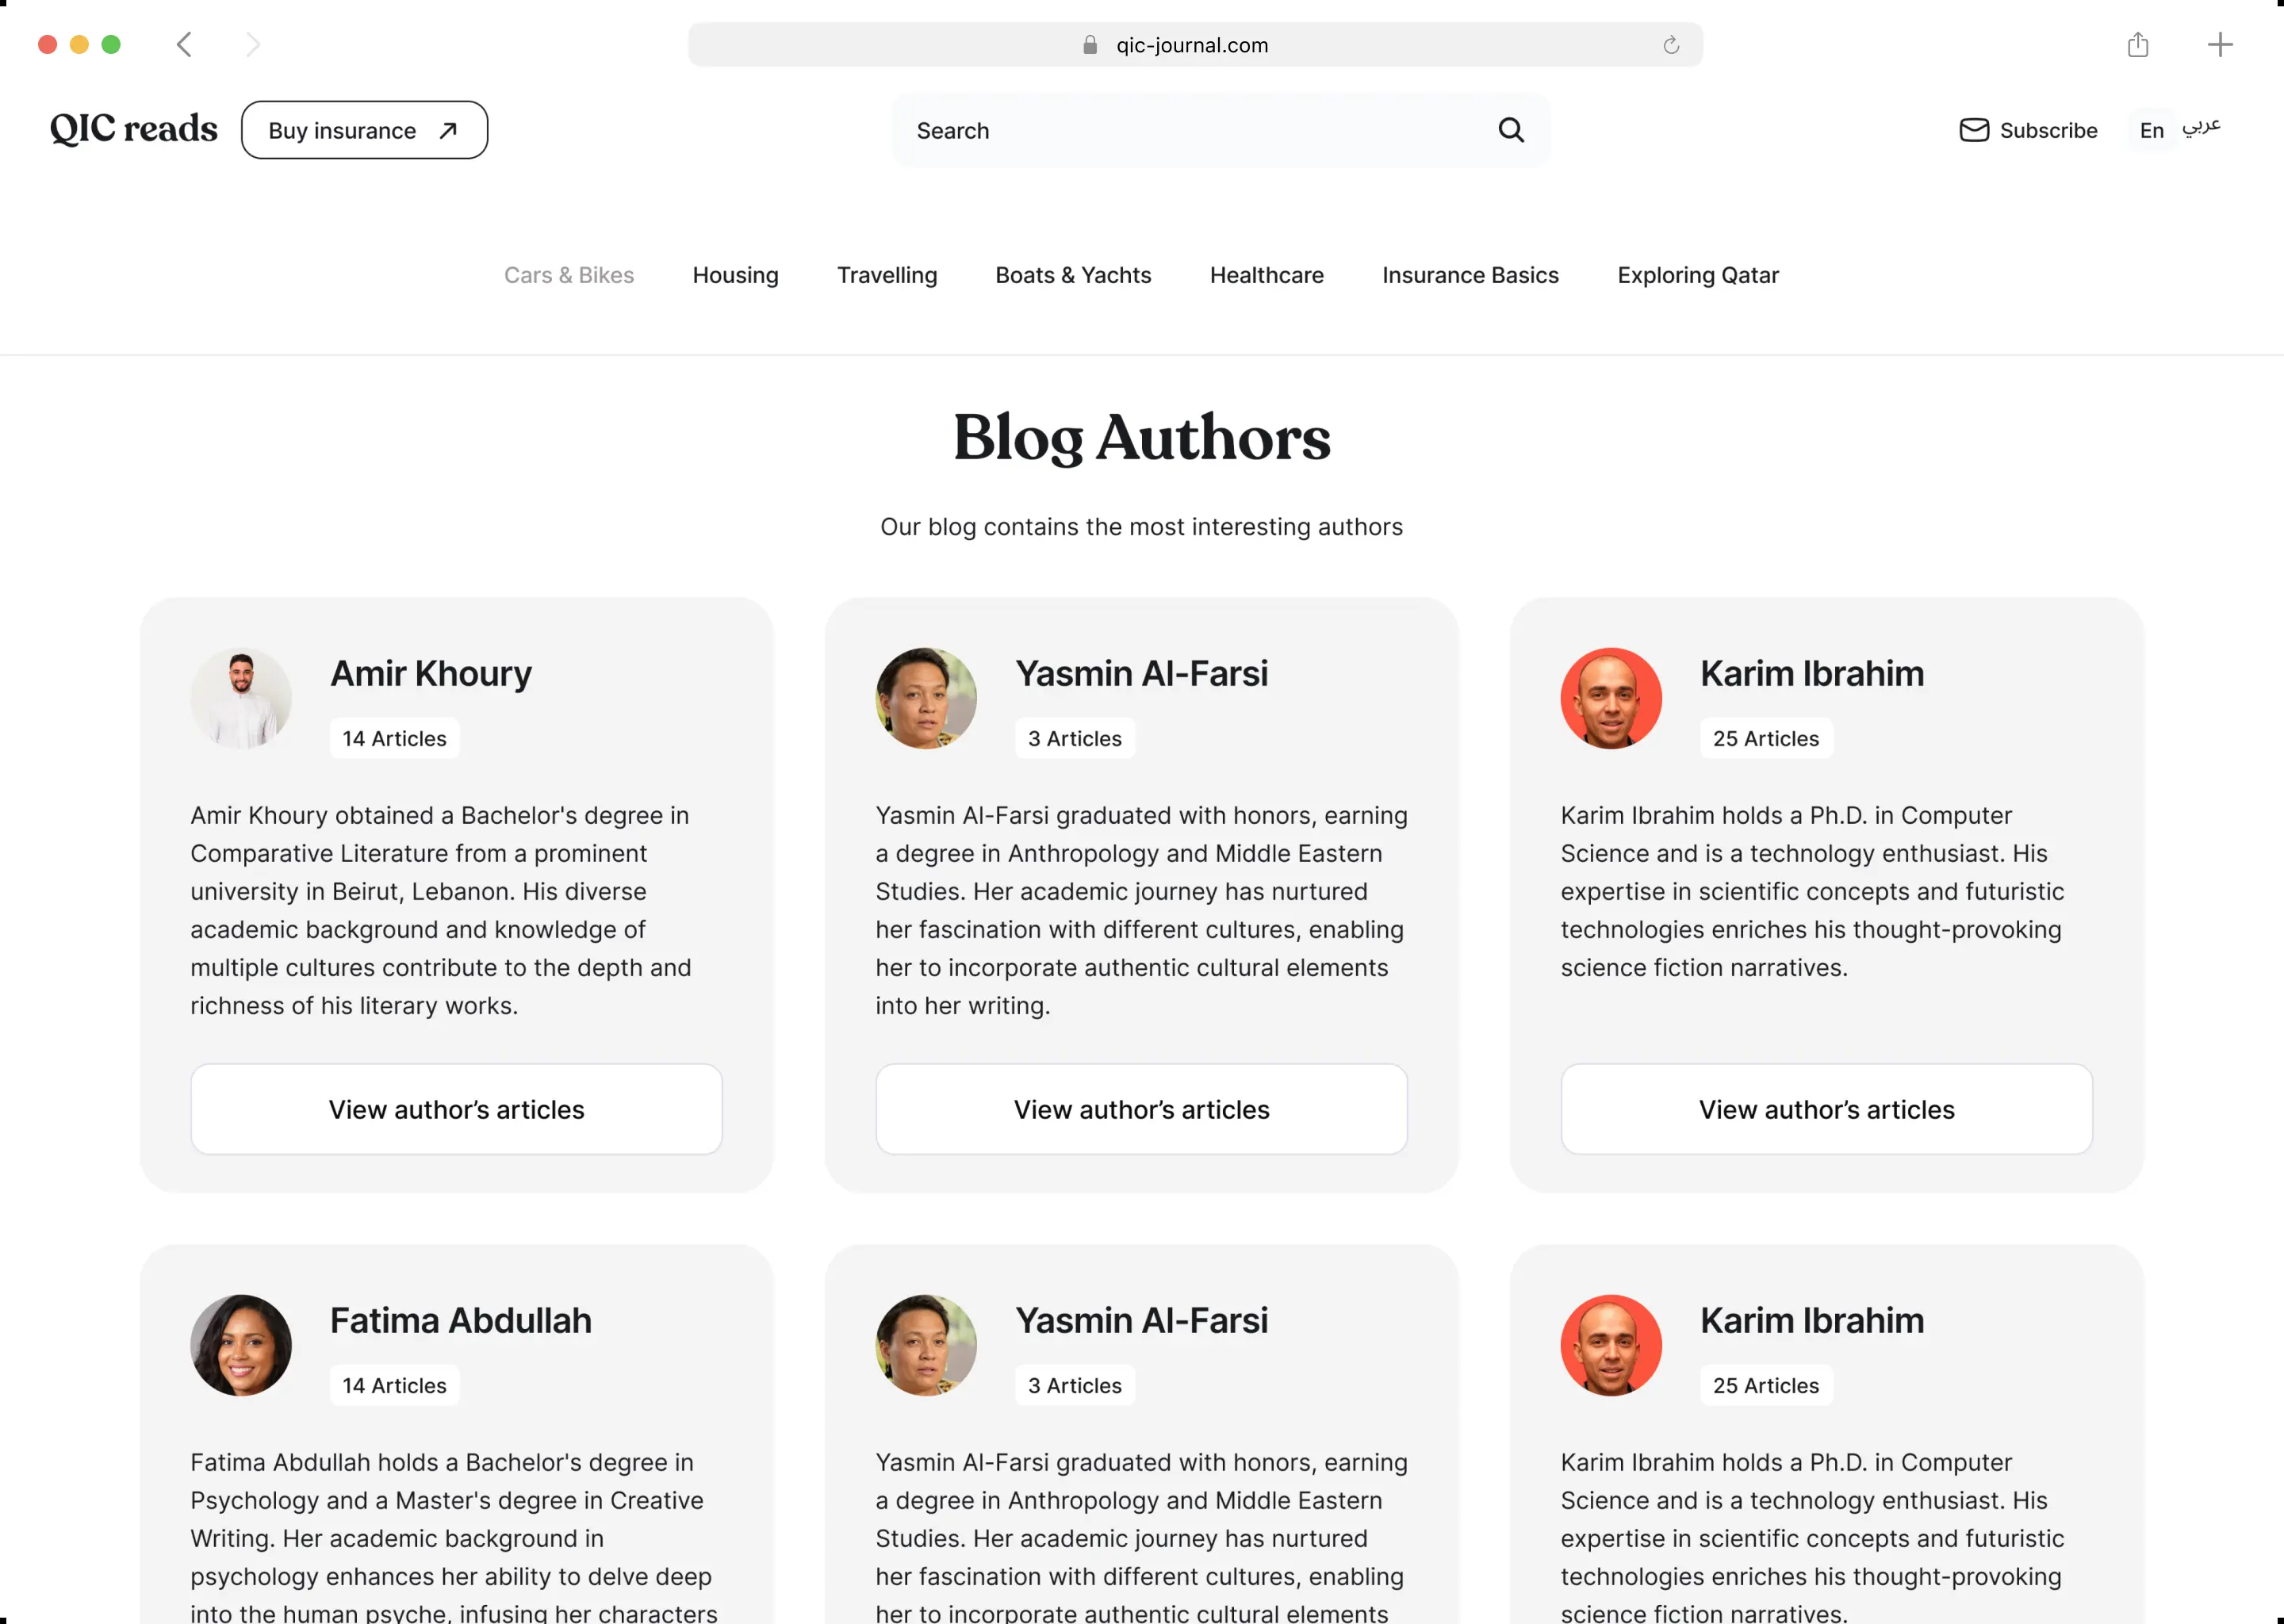 qic-journal.com
QIC reads
Buy insurance
Search
Subscribe
En
عربي
Cars & Bikes
Housing
Travelling
Boats & Yachts
Healthcare
Insurance Basics
Exploring Qatar
Blog Authors
Our blog contains the most interesting authors
Amir Khoury
14 Articles
Amir Khoury obtained a Bachelor's degree in
Comparative Literature from a prominent
university in Beirut, Lebanon. His diverse
academic background and knowledge of
multiple cultures contribute to the depth and
richness of his literary works.
View author’s articles
Yasmin Al-Farsi
3 Articles
Yasmin Al-Farsi graduated with honors, earning
a degree in Anthropology and Middle Eastern
Studies. Her academic journey has nurtured
her fascination with different cultures, enabling
her to incorporate authentic cultural elements
into her writing.
View author’s articles
Karim Ibrahim
25 Articles
Karim Ibrahim holds a Ph.D. in Computer
Science and is a technology enthusiast. His
expertise in scientific concepts and futuristic
technologies enriches his thought-provoking
science fiction narratives.
View author’s articles
Fatima Abdullah
14 Articles
Fatima Abdullah holds a Bachelor's degree in
Psychology and a Master's degree in Creative
Writing. Her academic background in
psychology enhances her ability to delve deep
into the human psyche, infusing her characters
Yasmin Al-Farsi
3 Articles
Yasmin Al-Farsi graduated with honors, earning
a degree in Anthropology and Middle Eastern
Studies. Her academic journey has nurtured
her fascination with different cultures, enabling
her to incorporate authentic cultural elements
Karim Ibrahim
25 Articles
Karim Ibrahim holds a Ph.D. in Computer
Science and is a technology enthusiast. His
expertise in scientific concepts and futuristic
technologies enriches his thought-provoking
science fiction narratives.